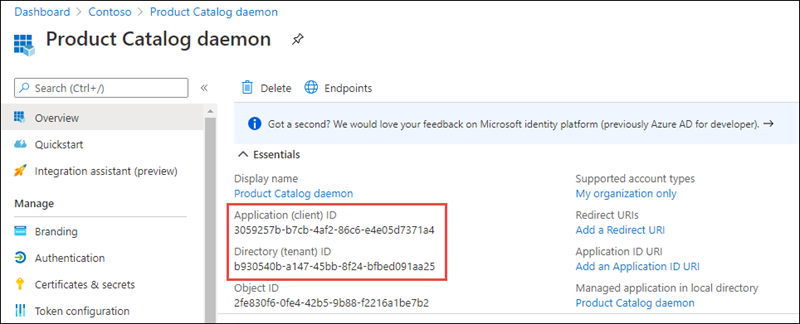 Dashboard > Contoso > Product Catalog daemon
Product Catalog daemon
Search (Ctrl+/)
«
Overview
Quickstart
Integration assistant (preview)
Manage
Branding
Authentication
Certificates & secrets
Token configuration
Delete
Endpoints
Got a second? We would love your feedback on Microsoft identity platform (previously Azure AD for developer). →
Essentials
Display name
Product Catalog daemon
Application (client) ID
3059257b-b7cb-4af2-86c6-e4e05d7371a4
Directory (tenant) ID
b930540b-a147-45bb-8f24-bfbed091aa25
Object ID
2fe830f6-0fe4-42b5-9b88-f2216a1be7b2
Supported account types
My organization only
Redirect URIs
Add a Redirect URI
Application ID URI
Add an Application ID URI
Managed application in local directory
Product Catalog daemon